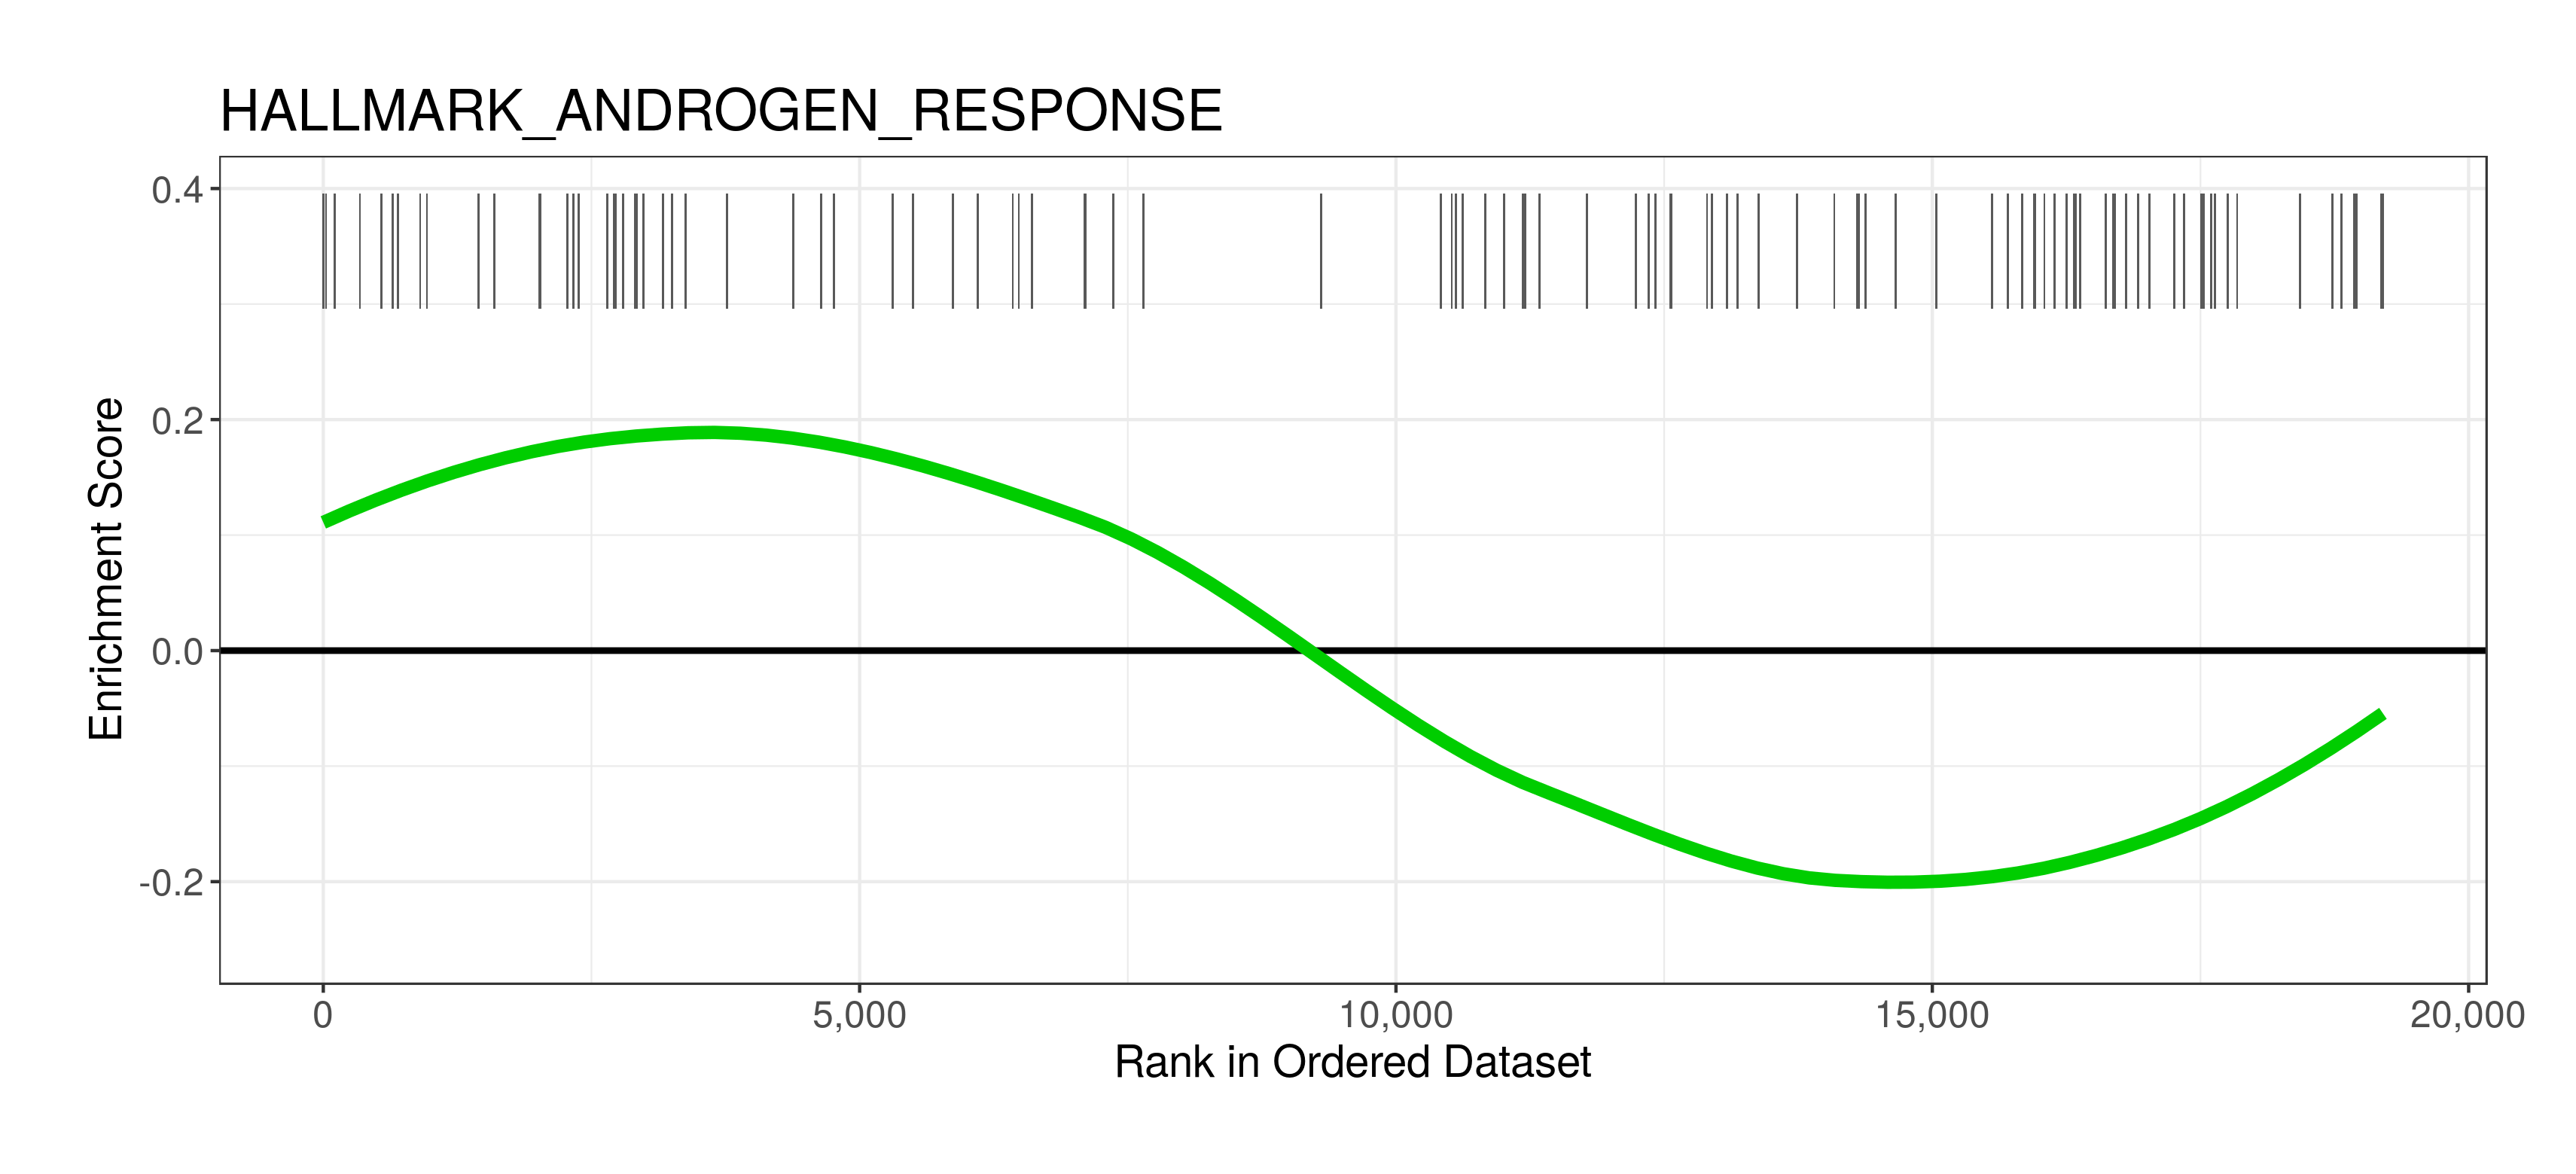 HALLMARK_ANDROGEN_RESPONSE
0.4
0.2
0.0
-0.2
Enrichment Score
0 5,000 10,000 15,000 20,000
Rank in Ordered Dataset